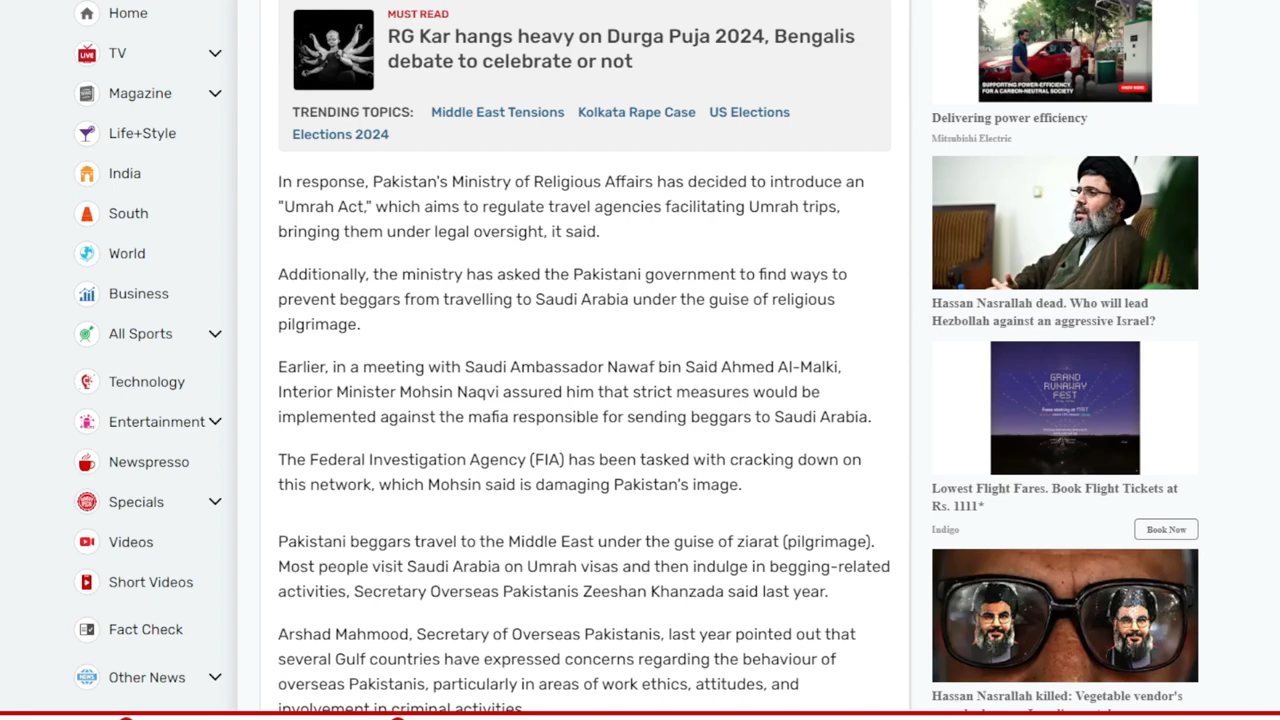 Home
TV
Magazine
Life+Style
India
South
World
Business
All Sports
Technology
Entertainment
Newspresso
Specials
Videos
Short Videos
Fact Check
Other News
LIVE
NEWS
MUST READ
RG Kar hangs heavy on Durga Puja 2024, Bengalis
debate to celebrate or not
TRENDING TOPICS: Middle East Tensions Kolkata Rape Case US Elections
Elections 2024
In response, Pakistan's Ministry of Religious Affairs has decided to introduce an
"Umrah Act," which aims to regulate travel agencies facilitating Umrah trips,
bringing them under legal oversight, it said.
Additionally, the ministry has asked the Pakistani government to find ways to
prevent beggars from travelling to Saudi Arabia under the guise of religious
pilgrimage.
Earlier, in a meeting with Saudi Ambassador Nawaf bin Said Ahmed Al-Malki,
Interior Minister Mohsin Naqvi assured him that strict measures would be
implemented against the mafia responsible for sending beggars to Saudi Arabia.
The Federal Investigation Agency (FIA) has been tasked with cracking down on
this network, which Mohsin said is damaging Pakistan's image.
Pakistani beggars travel to the Middle East under the guise of ziarat (pilgrimage).
Most people visit Saudi Arabia on Umrah visas and then indulge in begging-related
activities, Secretary Overseas Pakistanis Zeeshan Khanzada said last year.
Arshad Mahmood, Secretary of Overseas Pakistanis, last year pointed out that
several Gulf countries have expressed concerns regarding the behaviour of
overseas Pakistanis, particularly in areas of work ethics, attitudes, and
involvement in criminal activities.
SUPPORTING POWER-EFFICIENCY
FOR A CARBON-NEUTRAL SOCIETY
Delivering power efficiency
Mitsubishi Electric
Hassan Nasrallah dead. Who will lead
Hezbollah against an aggressive Israel?
GRAND
RUNAWAY
FEST
Lowest Flight Fares. Book Flight Tickets at
Rs. 1111*
Indigo
Book Now
Hassan Nasrallah killed: Vegetable vendor's